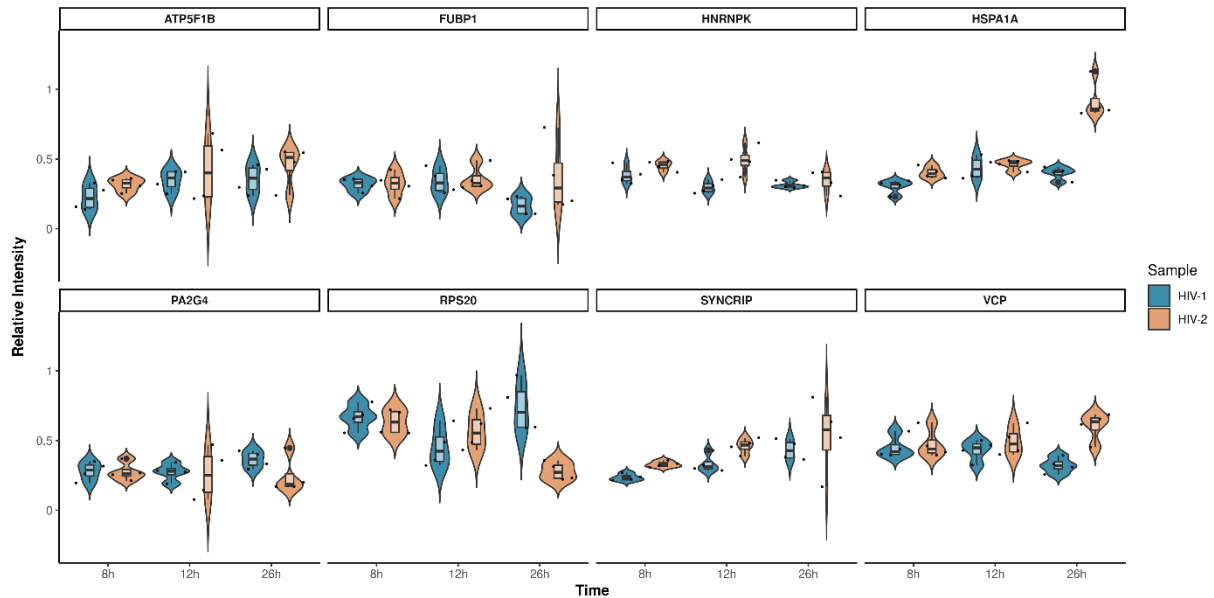 ATP5F1B
FUBP1
HNRNPK
HSPA1A
1
0.5
0
PA2G4
RPS20
SYNCRIP
VCP
1
0.5
0
8h
12h
26h
8h
12h
26h
8h
12h
26h
8h
12h
26h
Relative Intensity
Time
Sample
HIV-1
HIV-2